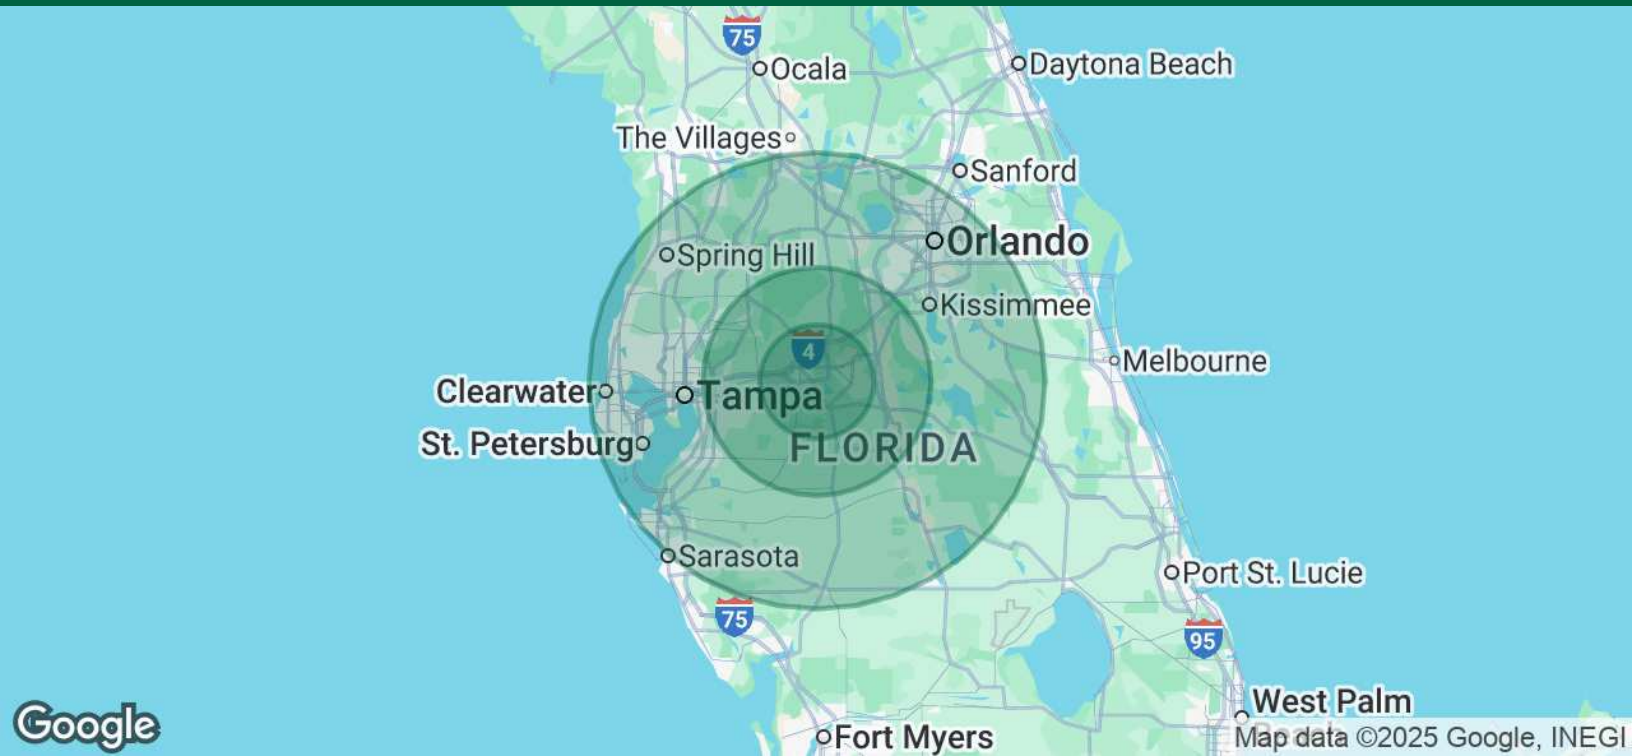 75
Ocala
Daytona Beach
The Villages
Sanford
Orlando
Spring Hill
Kissimmee
4
Melbourne
Clearwater
Tampa
St. Petersburg
FLORIDA
Sarasota
Port St. Lucie
75
95
West Palm
Beach
Google
Fort Myers
Map data ©2025 Google, INEGI